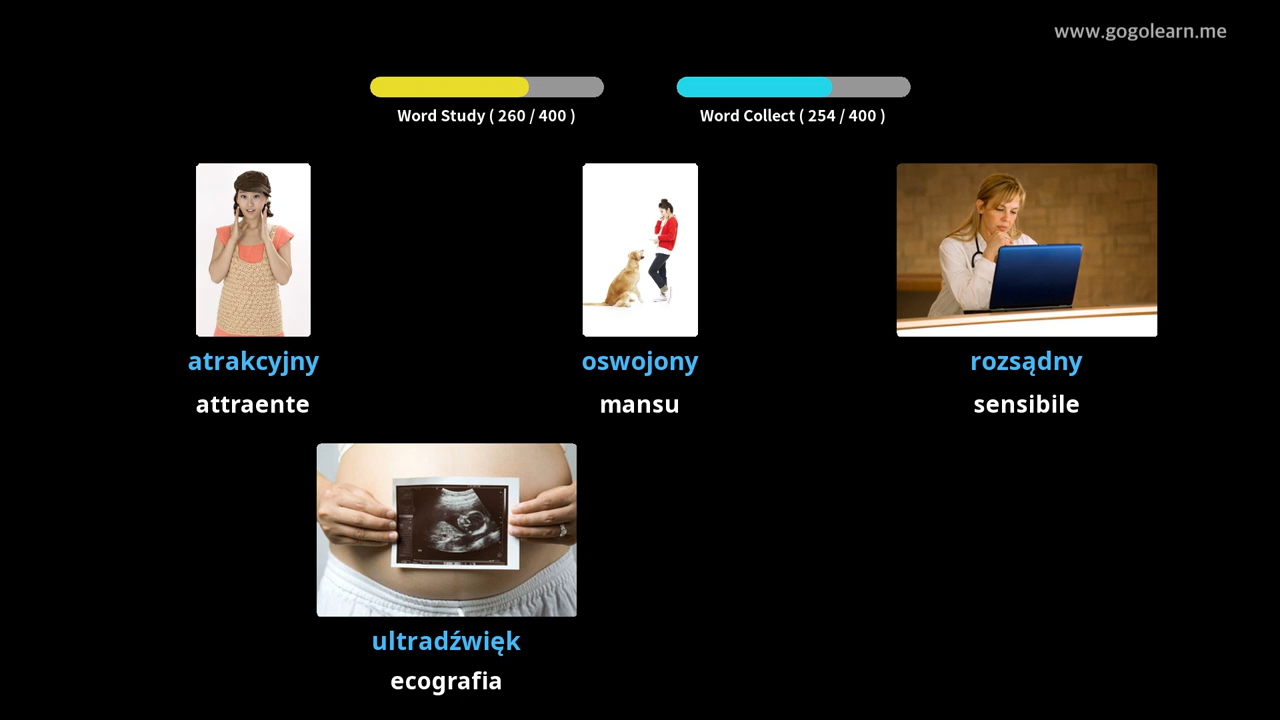 www.gogolearn.me
Word Study ( 260 / 400 )
Word Collect ( 254 / 400 )
atrakcyjny
oswojony
rozsądny
attraente
mansu
sensibile
ultradźwięk
ecografia